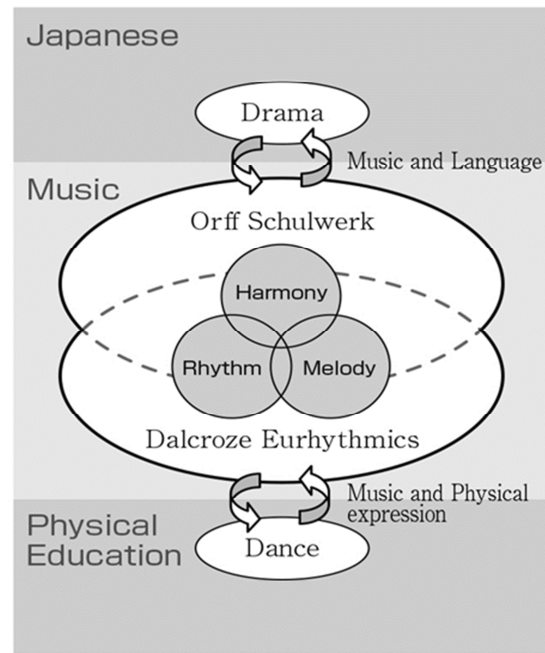 Japanese
Drama
Music and Language
Music
Orff Schulwerk
Harmony
Rhythm
Melody
Dalcroze Eurhythmics
Music and Physical
expression
Physical
Education
Dance